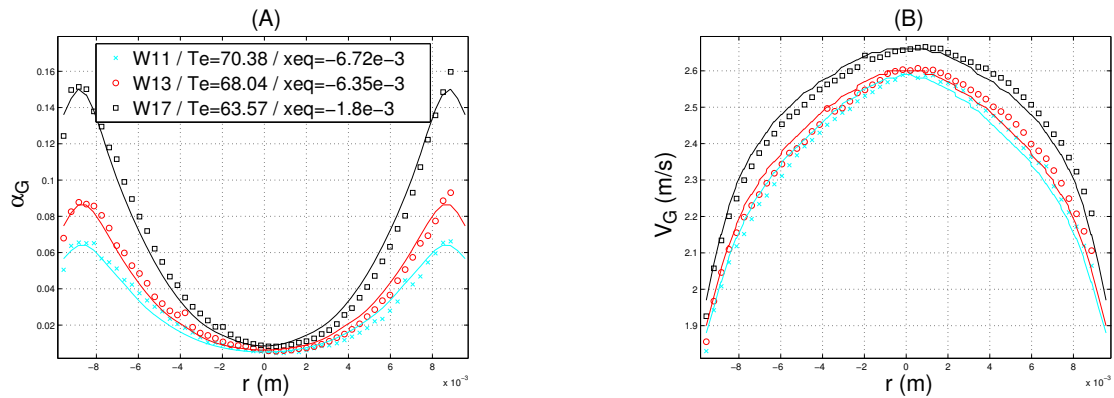 (A)
(B)
W11 / Te=70.38 / xeq=−6.72e−3
W13 / Te=68.04 / xeq=−6.35e−3
W17 / Te=63.57 / xeq=−1.8e−3
0.16
0.14
0.12
0.1
0.08
0.06
0.04
0.02
α_G
−8 −6 −4 −2 0 2 4 6 8
x 10⁻³
r (m)
2.6
2.5
2.4
2.3
2.2
2.1
2
1.9
V_G (m/s)
−8 −6 −4 −2 0 2 4 6 8
x 10⁻³
r (m)